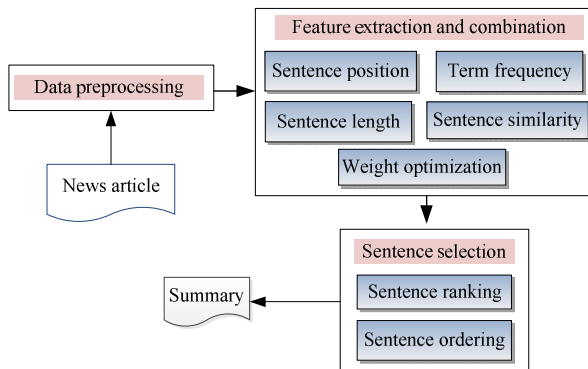 Feature extraction and combination
Sentence position
Term frequency
Data preprocessing
Sentence length
Sentence similarity
Weight optimization
News article
Sentence selection
Summary
Sentence ranking
Sentence ordering